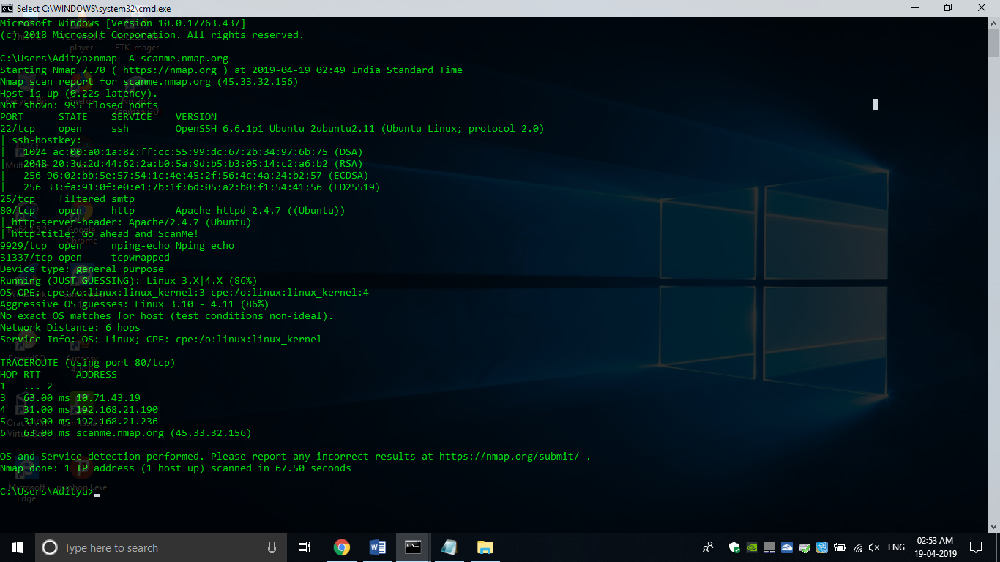 Select C:\WINDOWS\system32\cmd.exe
Microsoft Windows [Version 10.0.17763.437]
(c) 2018 Microsoft Corporation. All rights reserved.
player
FTK Imager
C:\Users\Aditya>nmap -A scanme.nmap.org
Starting Nmap 7.70 ( https://nmap.org ) at 2019-04-19 02:49 India Standard Time
Nmap scan report for scanme.nmap.org (45.33.32.156)
Host is up (0.22s latency).
Not shown: 995 closed ports
PORT      STATE    SERVICE    VERSION
22/tcp    open     ssh        OpenSSH 6.6.1p1 Ubuntu 2ubuntu2.11 (Ubuntu Linux; protocol 2.0)
| ssh-hostkey:
|   1024 ac:00:a0:1a:82:ff:cc:55:99:dc:67:2b:34:97:6b:75 (DSA)
|   2048 20:3d:2d:44:62:2a:b0:5a:9d:b5:b3:05:14:c2:a6:b2 (RSA)
|   256 96:02:bb:5e:57:54:1c:4e:45:2f:56:4c:4a:24:b2:57 (ECDSA)
|_  256 33:fa:91:0f:e0:e1:7b:1f:6d:05:a2:b0:f1:54:41:56 (ED25519)
25/tcp    filtered smtp
80/tcp    open     http       Apache httpd 2.4.7 ((Ubuntu))
|_http-server-header: Apache/2.4.7 (Ubuntu)
|_http-title: Go ahead and ScanMe!
Google
Chrome
9929/tcp  open     nping-echo Nping echo
31337/tcp open     tcpwrapped
Device type: general purpose
Running (JUST GUESSING): Linux 3.X|4.X (86%)
OS CPE: cpe:/o:linux:linux_kernel:3 cpe:/o:linux:linux_kernel:4
Aggressive OS guesses: Linux 3.10 - 4.11 (86%)
No exact OS matches for host (test conditions non-ideal).
Network Distance: 6 hops
Service Info: OS: Linux; CPE: cpe:/o:linux:linux_kernel
PowerISO
Autopsy
TRACEROUTE (using port 80/tcp)
HOP RTT      ADDRESS
1   ... 2
3   63.00 ms 10.71.43.19
4   31.00 ms 192.168.21.190
5   31.00 ms 192.168.21.236
6   63.00 ms scanme.nmap.org (45.33.32.156)
OS and Service detection performed. Please report any incorrect results at https://nmap.org/submit/ .
Nmap done: 1 IP address (1 host up) scanned in 67.50 seconds
Microsoft
Edge
psiphon3.exe
C:\Users\Aditya>
Type here to search
ENG
02:53 AM
19-04-2019